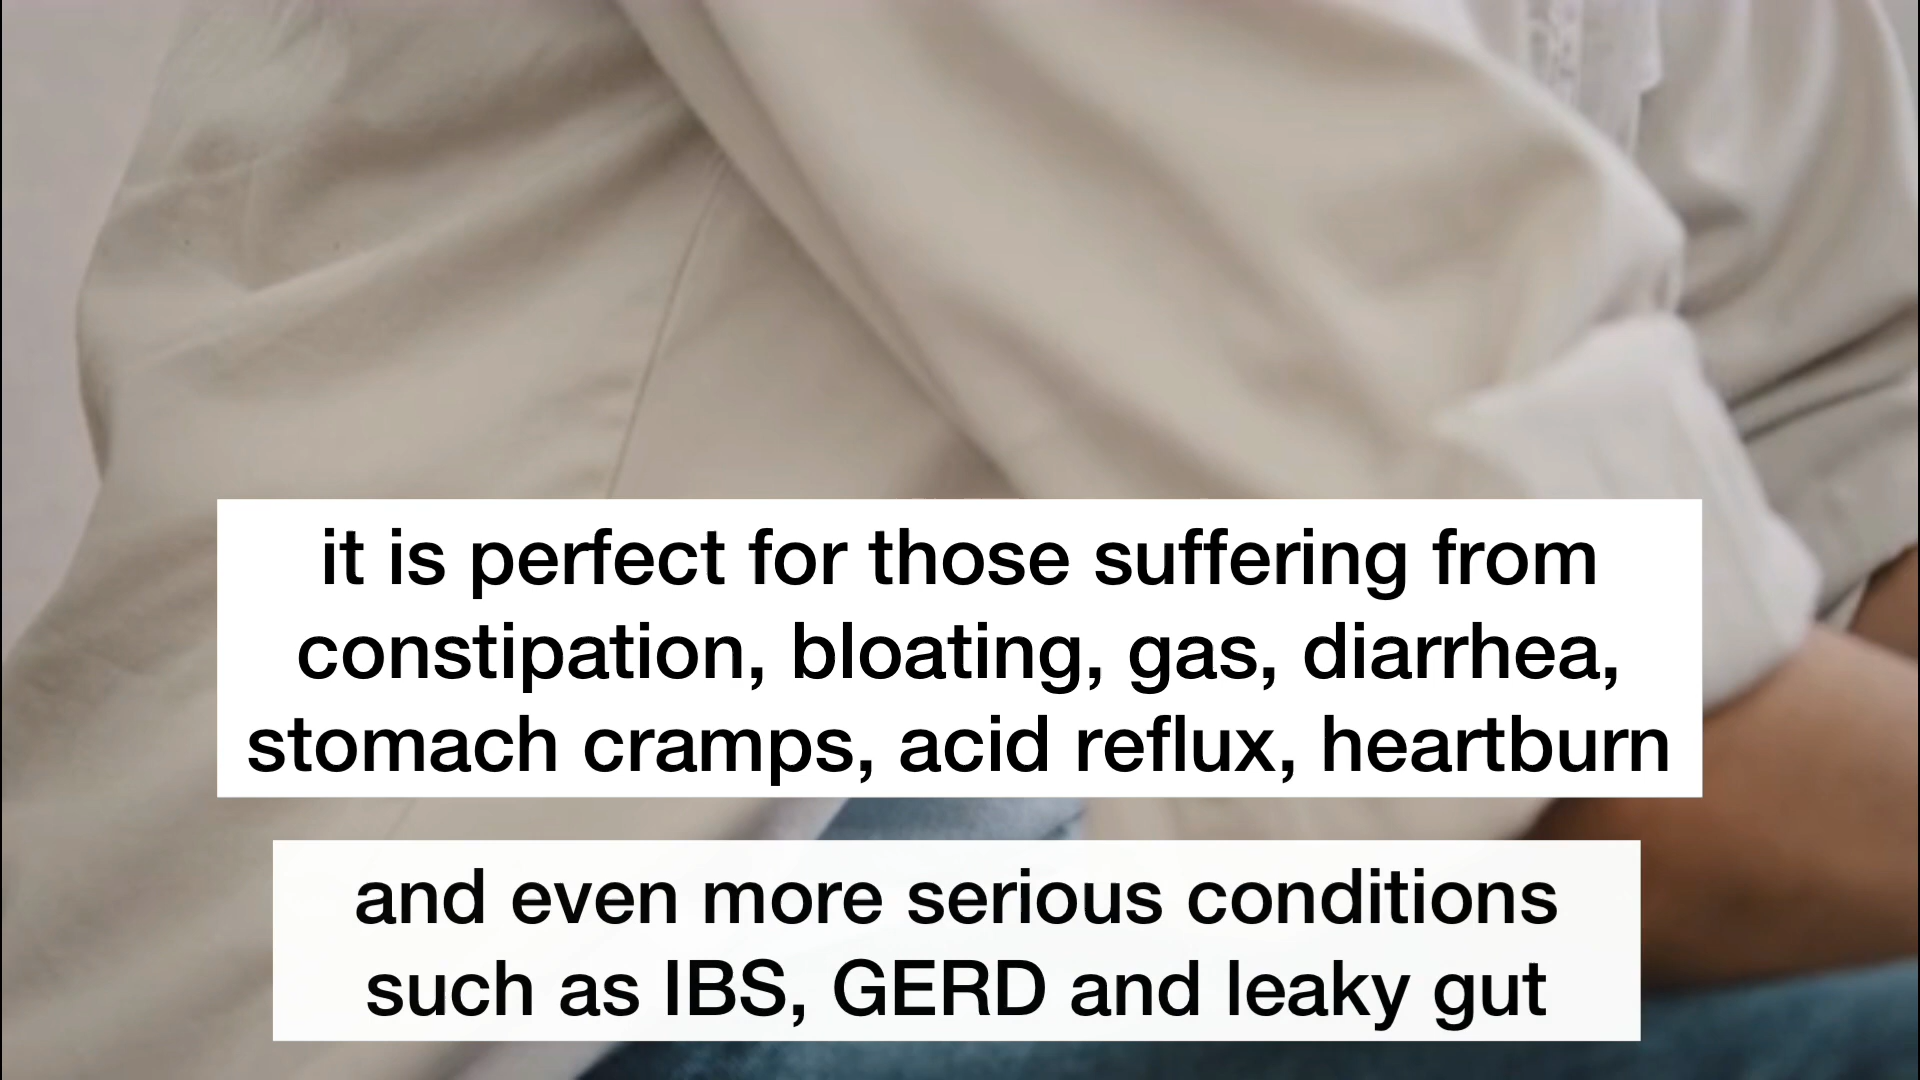 it is perfect for those suffering from
constipation, bloating, gas, diarrhea,
stomach cramps, acid reflux, heartburn
and even more serious conditions
such as IBS, GERD and leaky gut